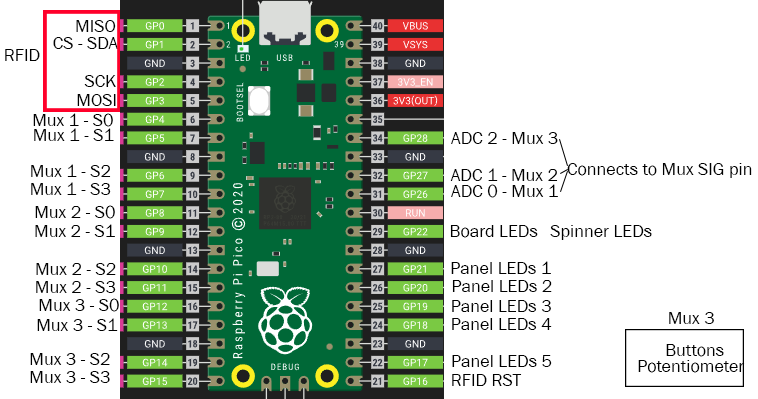 RFID
MISO GP0 1 1
CS - SDA GP1 2 2
GND 3
SCK GP2 4
MOSI GP3 5
Mux 1 - S0 GP4 6
Mux 1 - S1 GP5 7
GND 8
Mux 1 - S2 GP6 9
Mux 1 - S3 GP7 10
Mux 2 - S0 GP8 11
Mux 2 - S1 GP9 12
GND 13
Mux 2 - S2 GP10 14
Mux 2 - S3 GP11 15
Mux 3 - S0 GP12 16
Mux 3 - S1 GP13 17
GND 18
Mux 3 - S2 GP14 19
Mux 3 - S3 GP15 20
LED
USB
BOOTSEL
Raspberry Pi Pico © 2020
DEBUG
40 VBUS
39 39 VSYS
38 GND
37 3V3_EN
36 3V3(OUT)
35
34 GP28 ADC 2 - Mux 3
33 GND
32 GP27 ADC 1 - Mux 2
31 GP26 ADC 0 - Mux 1
Connects to Mux SIG pin
30 RUN
29 GP22 Board LEDs Spinner LEDs
28 GND
27 GP21 Panel LEDs 1
26 GP20 Panel LEDs 2
25 GP19 Panel LEDs 3
24 GP18 Panel LEDs 4
23 GND
22 GP17 Panel LEDs 5
21 GP16 RFID RST
Mux 3
Buttons
Potentiometer